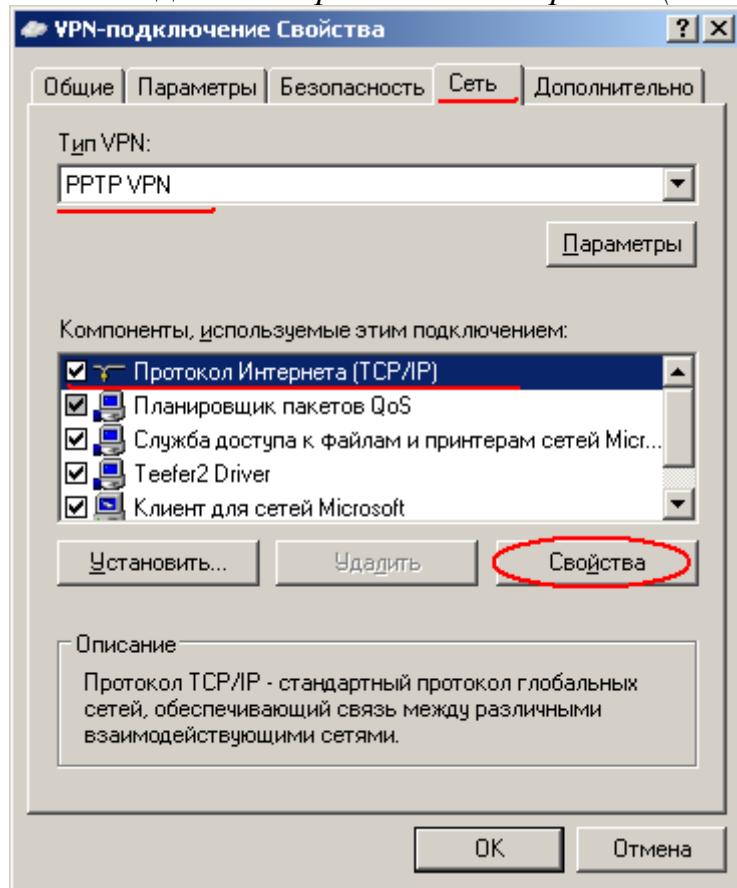 VPN-подключение Свойства
Общие Параметры Безопасность Сеть Дополнительно
Тип VPN:
PPTP VPN
Параметры
Компоненты, используемые этим подключением:
Протокол Интернета (TCP/IP)
Планировщик пакетов QoS
Служба доступа к файлам и принтерам сетей Micr...
Teefer2 Driver
Клиент для сетей Microsoft
Установить... Удалить Свойства
Описание
Протокол TCP/IP - стандартный протокол глобальных
сетей, обеспечивающий связь между различными
взаимодействующими сетями.
OK Отмена